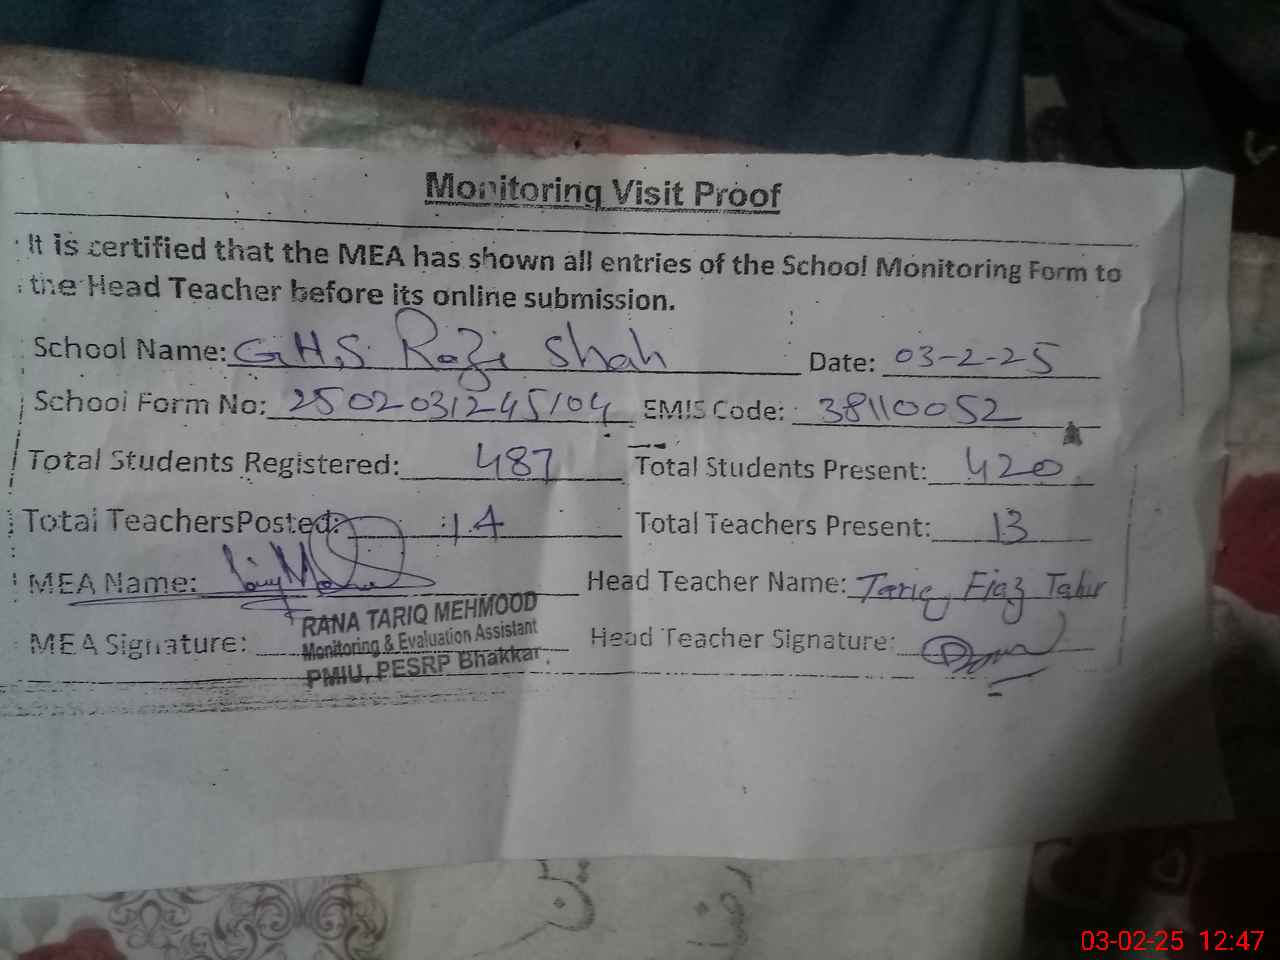 Monitoring Visit Proof
It is certified that the MEA has shown all entries of the School Monitoring Form to
the Head Teacher before its online submission.
School Name: G.H.S Razi Shah Date: 03-2-25
School Form No: 2502031245104 EMIS Code: 38110052
Total Students Registered: 487 Total Students Present: 420
Total TeachersPosted: 14 Total Teachers Present: 13
MEA Name: Head Teacher Name: Tariq Fiaz Tahir
RANA TARIQ MEHMOOD
MEA Signature: Monitoring & Evaluation Assistant Head Teacher Signature:
PMIU, PESRP Bhakkar.
03-02-25 12:47